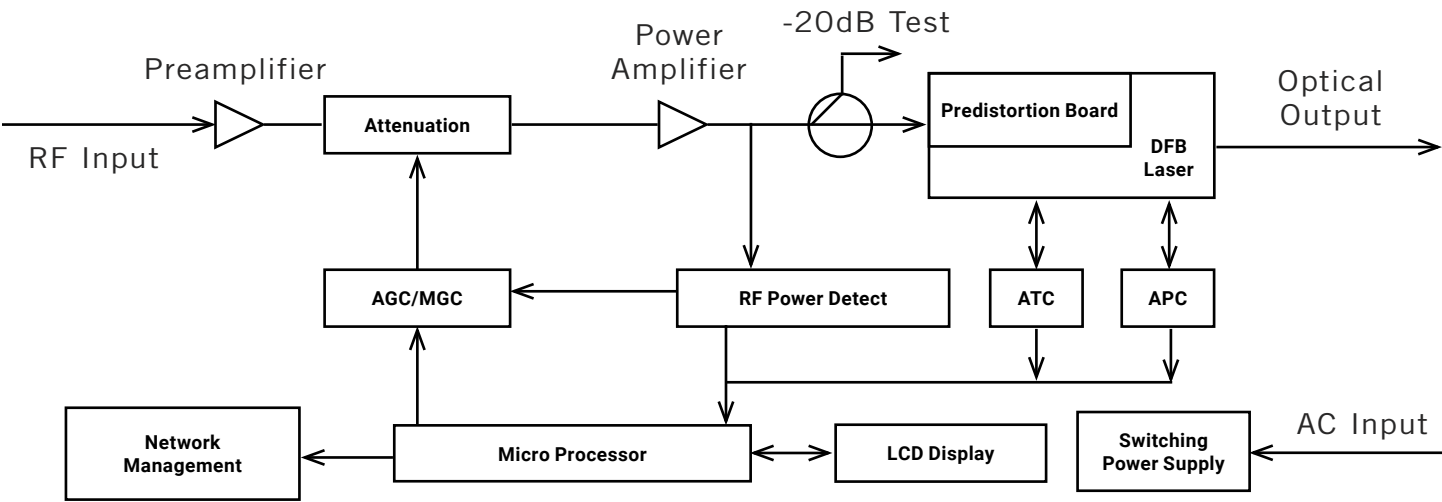 -20dB Test
Power
Amplifier
Preamplifier
Optical
Output
Predistortion Board
Attenuation
DFB
Laser
RF Input
AGC/MGC
RF Power Detect
ATC
APC
AC Input
Network
Management
Micro Processor
LCD Display
Switching
Power Supply